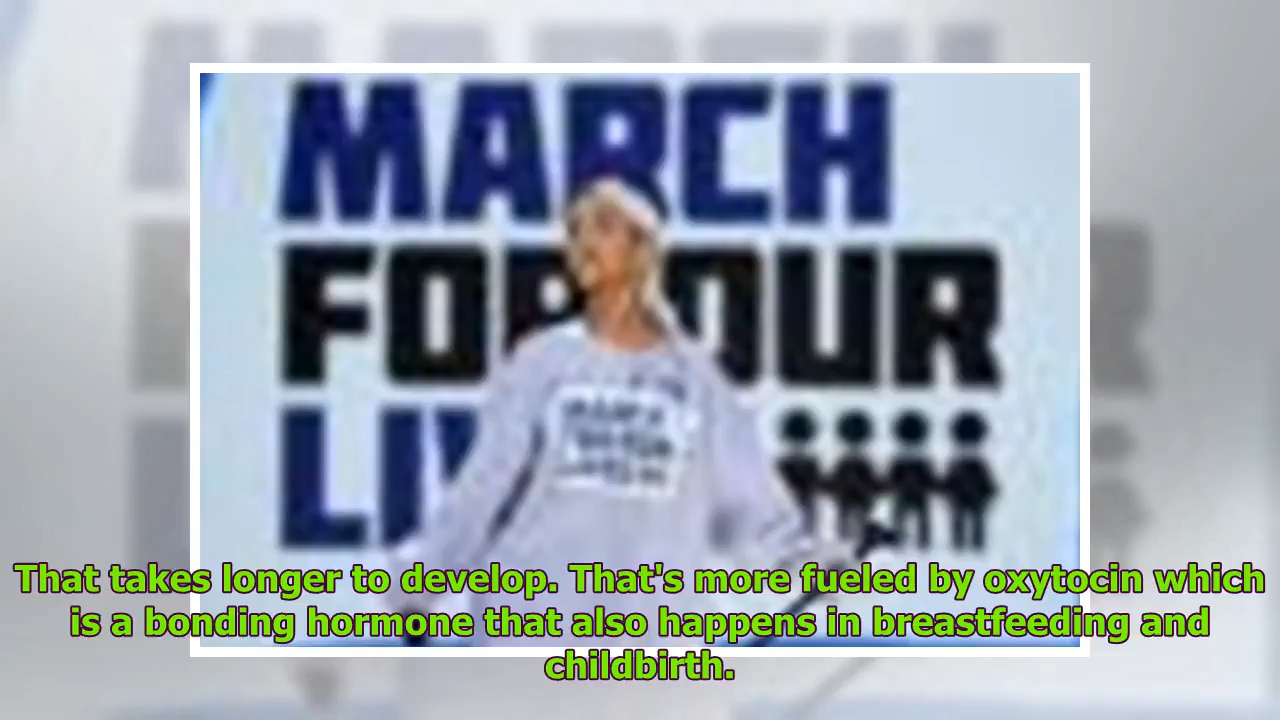 MARCH
FOR OUR
LI
That takes longer to develop. That's more fueled by oxytocin which
is a bonding hormone that also happens in breastfeeding and
childbirth.